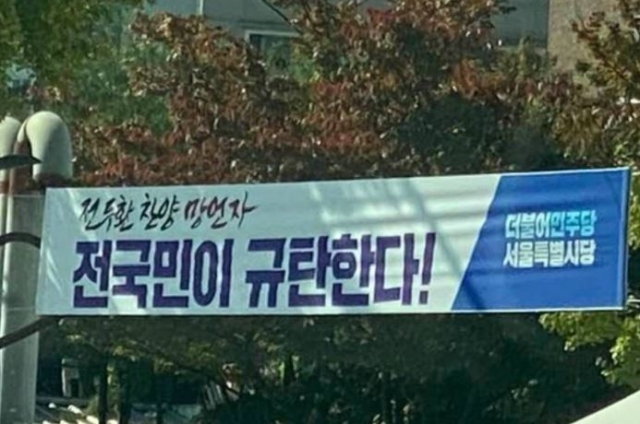 전두환 찬양 망언자
전국민이 규탄한다!
더불어민주당
서울특별시당